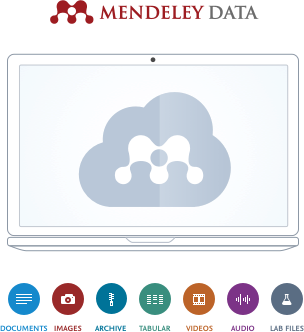 MENDELEY DATA
DOCUMENTS IMAGES ARCHIVE TABULAR VIDEOS AUDIO LAB FILES